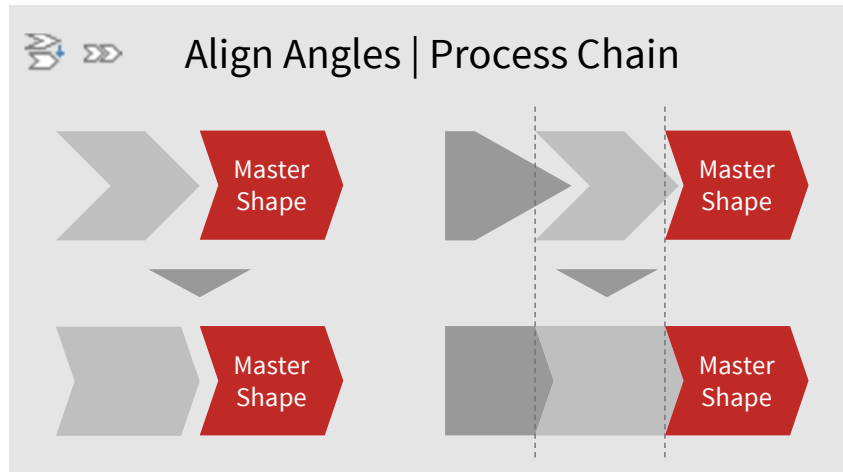 Align Angles | Process Chain
Master
Shape
Master
Shape
Master
Shape
Master
Shape